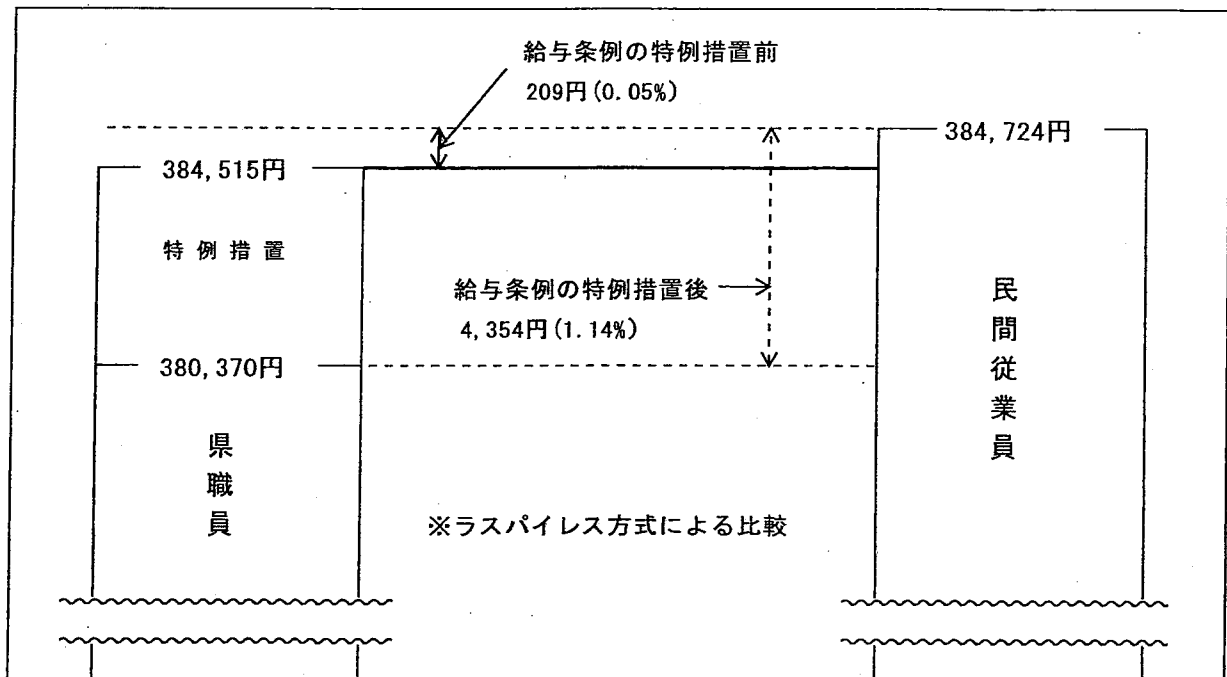 給与条例の特例措置前
209円(0.05%)
384,724円
384,515円
特例措置
給与条例の特例措置後
4,354円(1.14%)
380,370円
民間従業員
県職員
※ラスパイレス方式による比較